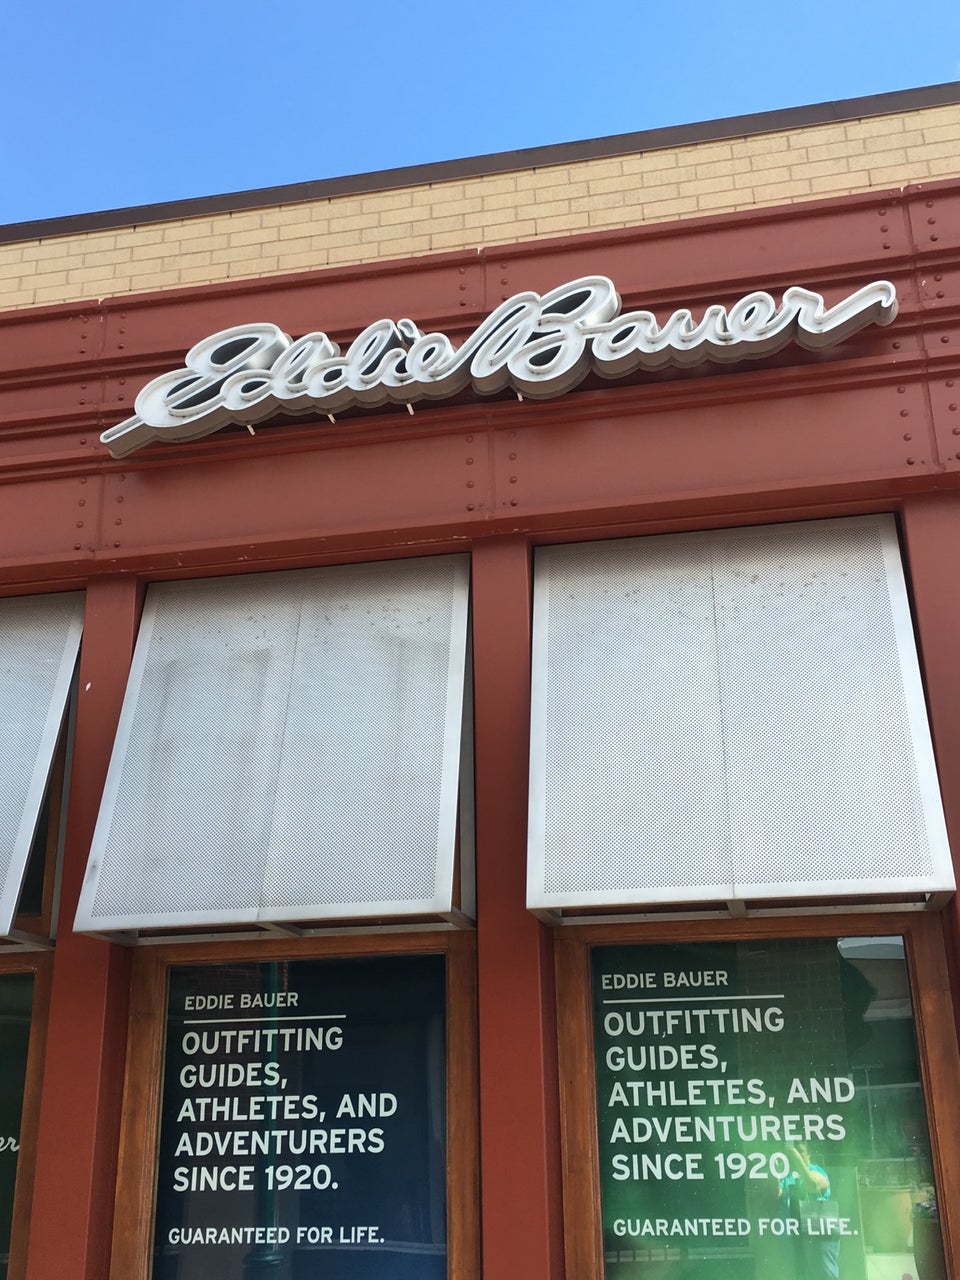 Eddie Bauer
EDDIE BAUER
OUTFITTING
GUIDES,
ATHLETES, AND
ADVENTURERS
SINCE 1920.
GUARANTEED FOR LIFE.
EDDIE BAUER
OUTFITTING
GUIDES,
ATHLETES, AND
ADVENTURERS
SINCE 1920.
GUARANTEED FOR LIFE.